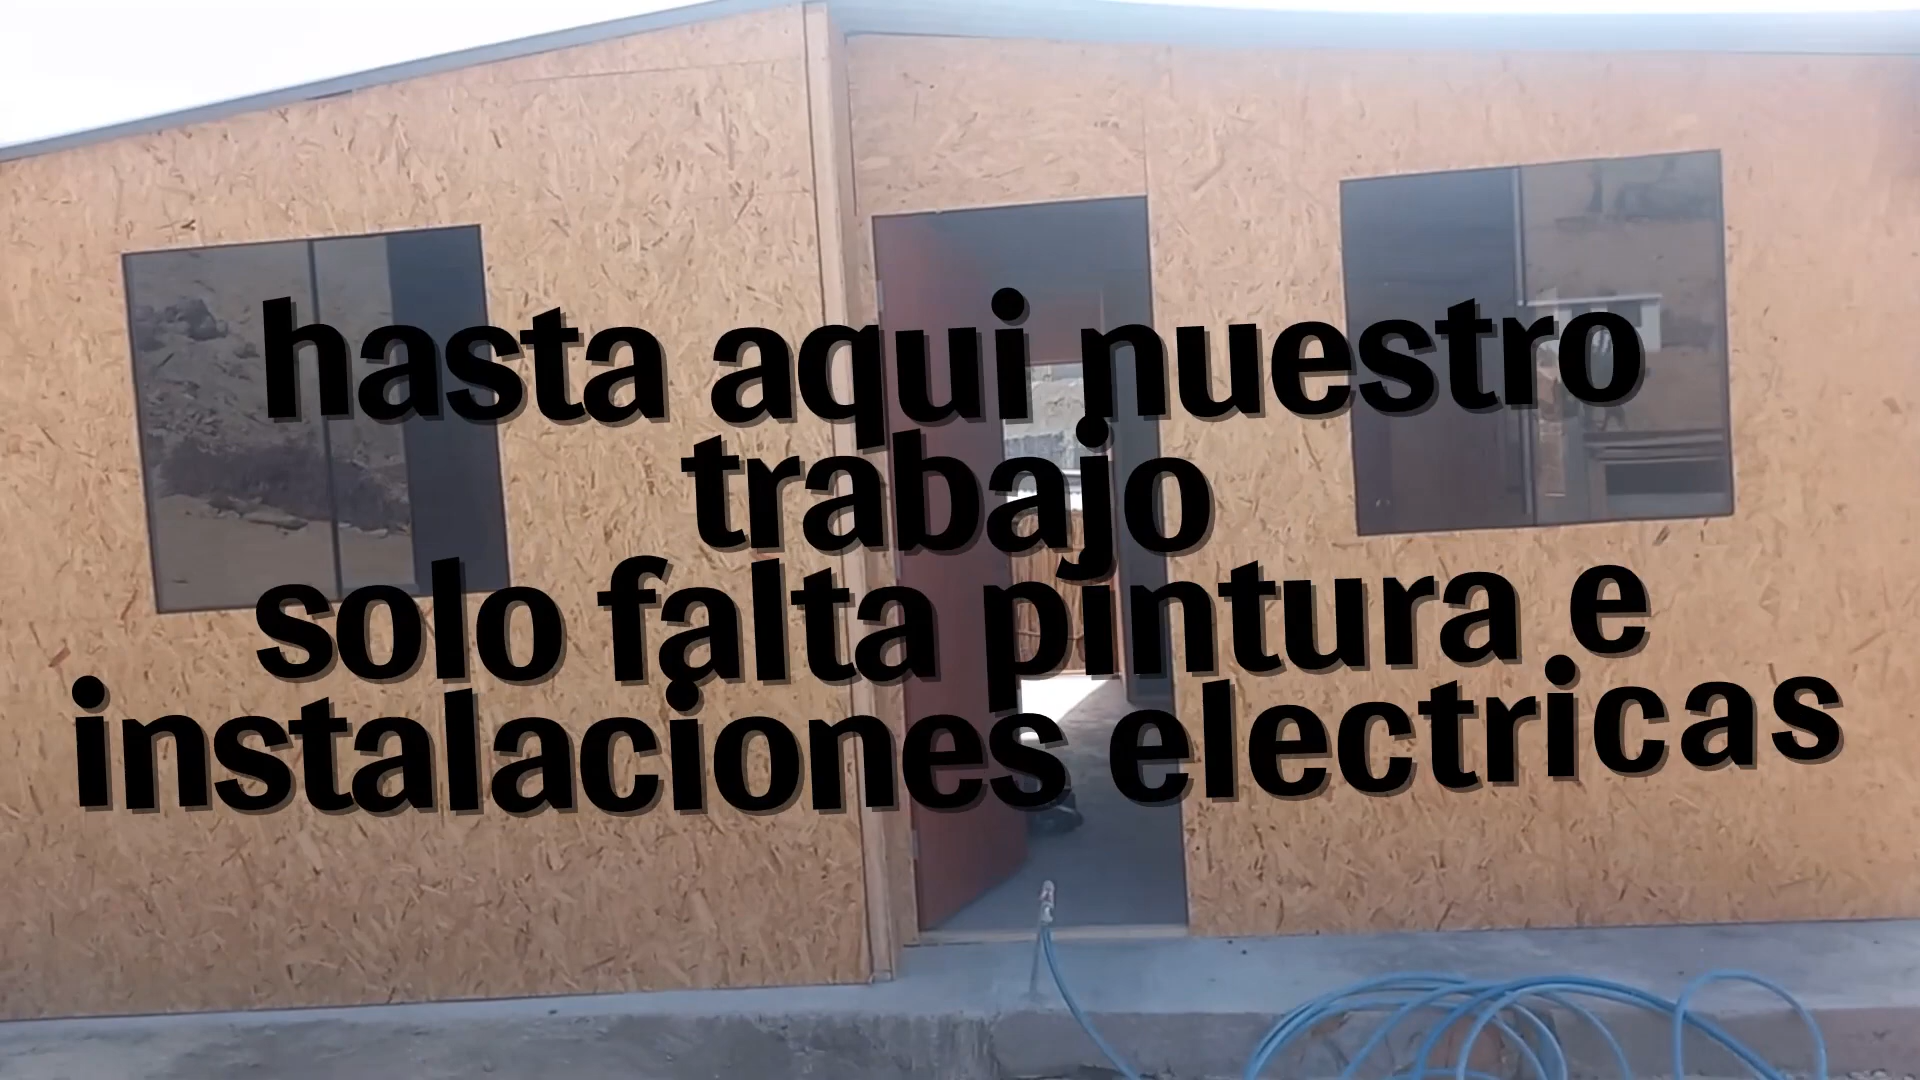 hasta aqui nuestro
trabajo
solo falta pintura e
instalaciones electricas